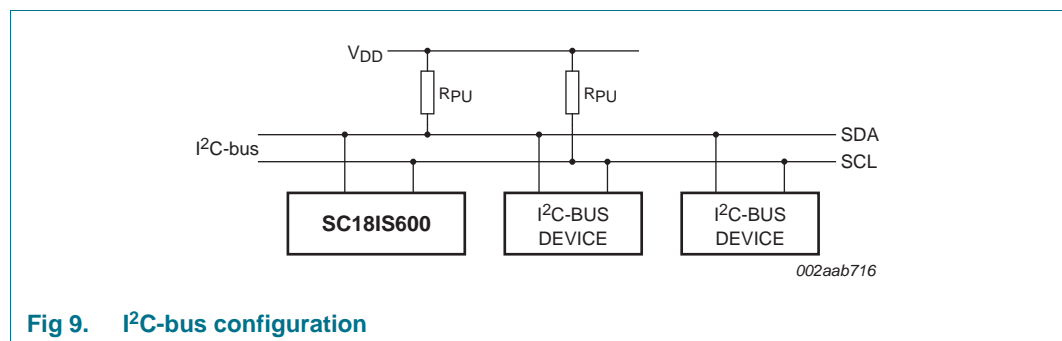 VDD
RPU RPU
SDA
I²C-bus
SCL
SC18IS600 I²C-BUS DEVICE I²C-BUS DEVICE
002aab716
Fig 9. I²C-bus configuration